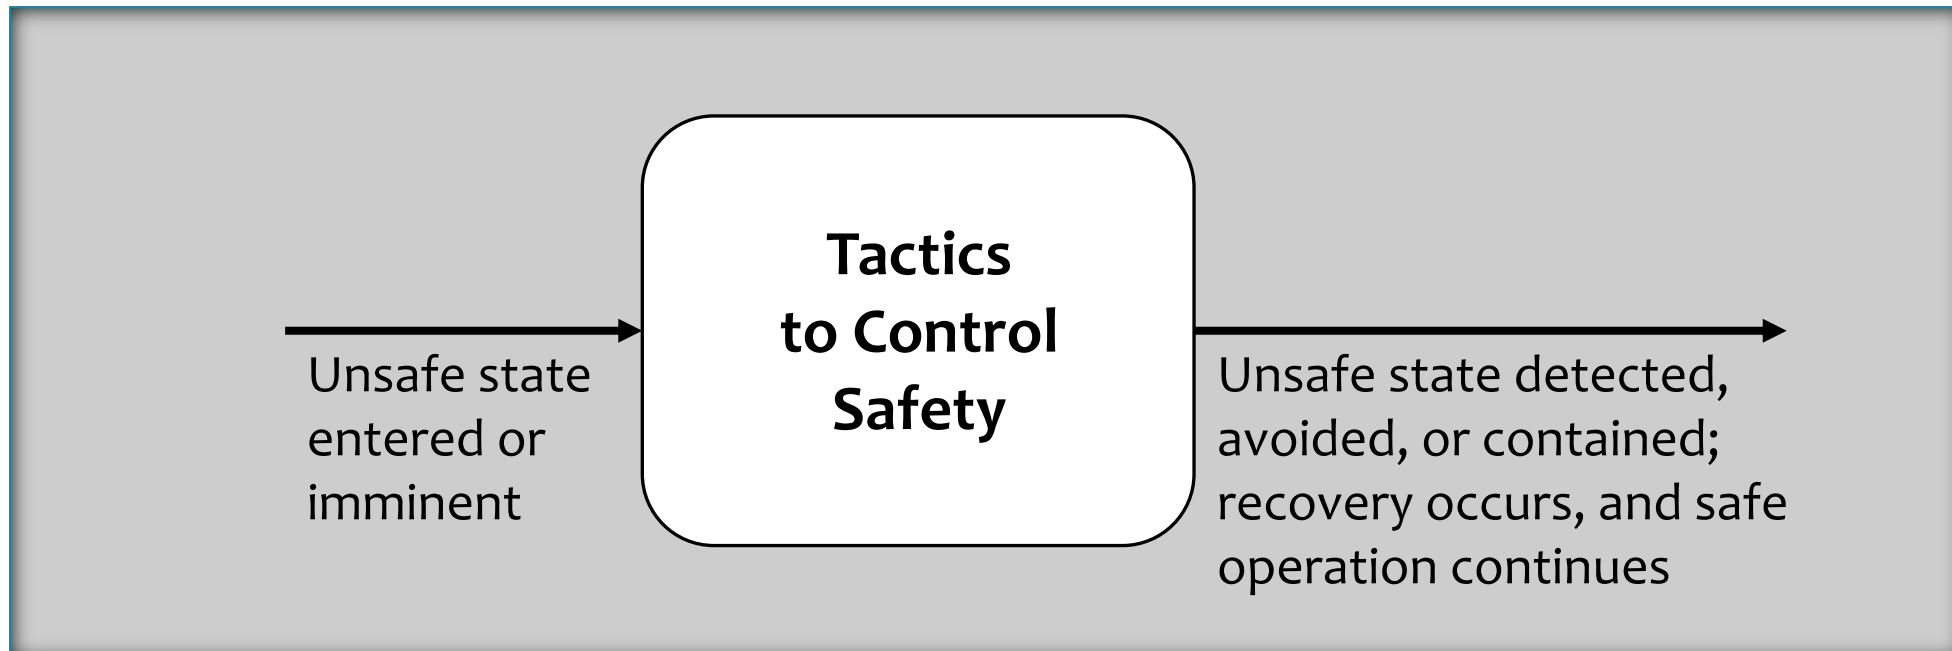 Tactics
to Control
Safety
Unsafe state
entered or
imminent
Unsafe state detected,
avoided, or contained;
recovery occurs, and safe
operation continues